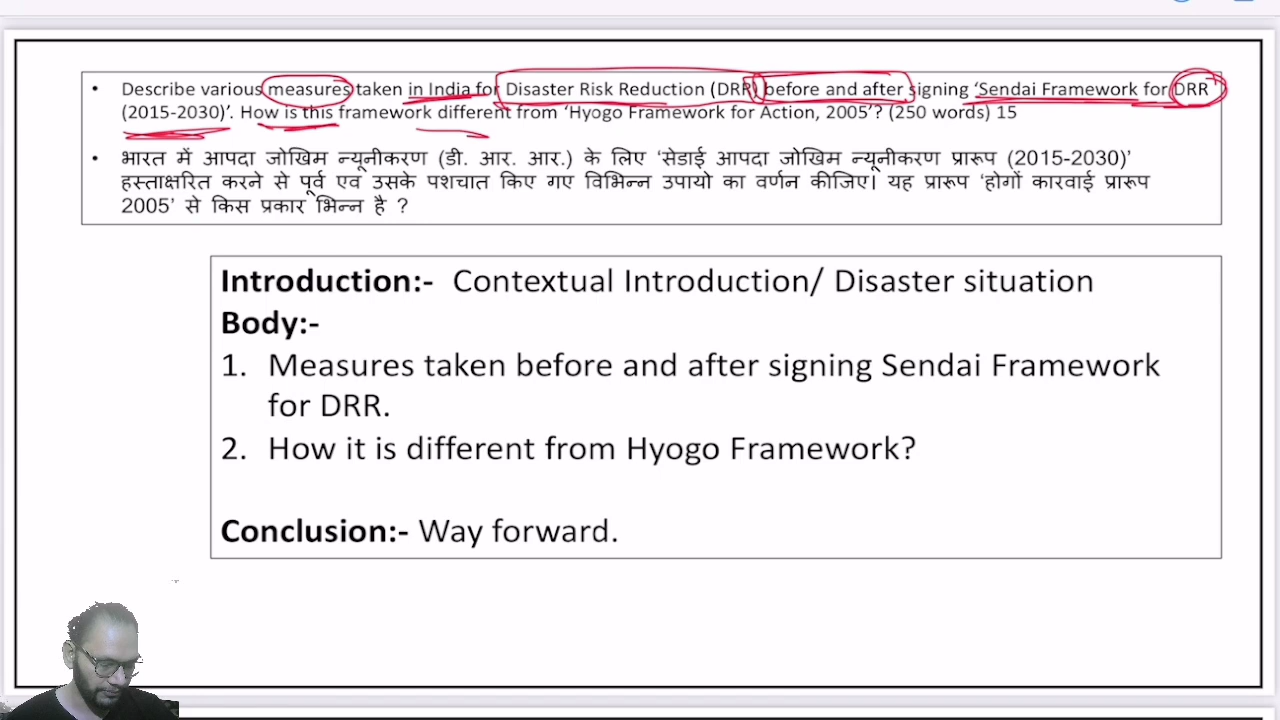 • Describe various measures taken in India for Disaster Risk Reduction (DRR) before and after signing ‘Sendai Framework for DRR
(2015-2030)’. How is this framework different from ‘Hyogo Framework for Action, 2005’? (250 words) 15
• भारत में आपदा जोखिम न्यूनीकरण (डी. आर. आर.) के लिए ‘सेडाई आपदा जोखिम न्यूनीकरण प्रारूप (2015-2030)’
हस्ताक्षरित करने से पूर्व एवं उसके पशचात किए गए विभिन्न उपायो का वर्णन कीजिए। यह प्रारूप ‘होगों कारवाई प्रारूप
2005’ से किस प्रकार भिन्न है ?
Introduction:- Contextual Introduction/ Disaster situation
Body:-
1. Measures taken before and after signing Sendai Framework
for DRR.
2. How it is different from Hyogo Framework?
Conclusion:- Way forward.